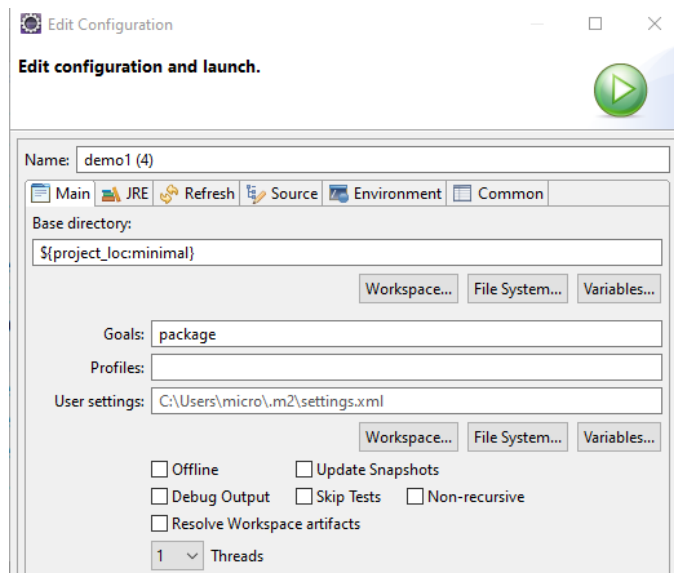 Edit Configuration
Edit configuration and launch.
Name: demo1 (4)
Main JRE Refresh Source Environment Common
Base directory:
${project_loc:minimal}
Workspace... File System... Variables...
Goals: package
Profiles:
User settings: C:\Users\micro\.m2\settings.xml
Workspace... File System... Variables...
Offline Update Snapshots
Debug Output Skip Tests Non-recursive
Resolve Workspace artifacts
1 Threads